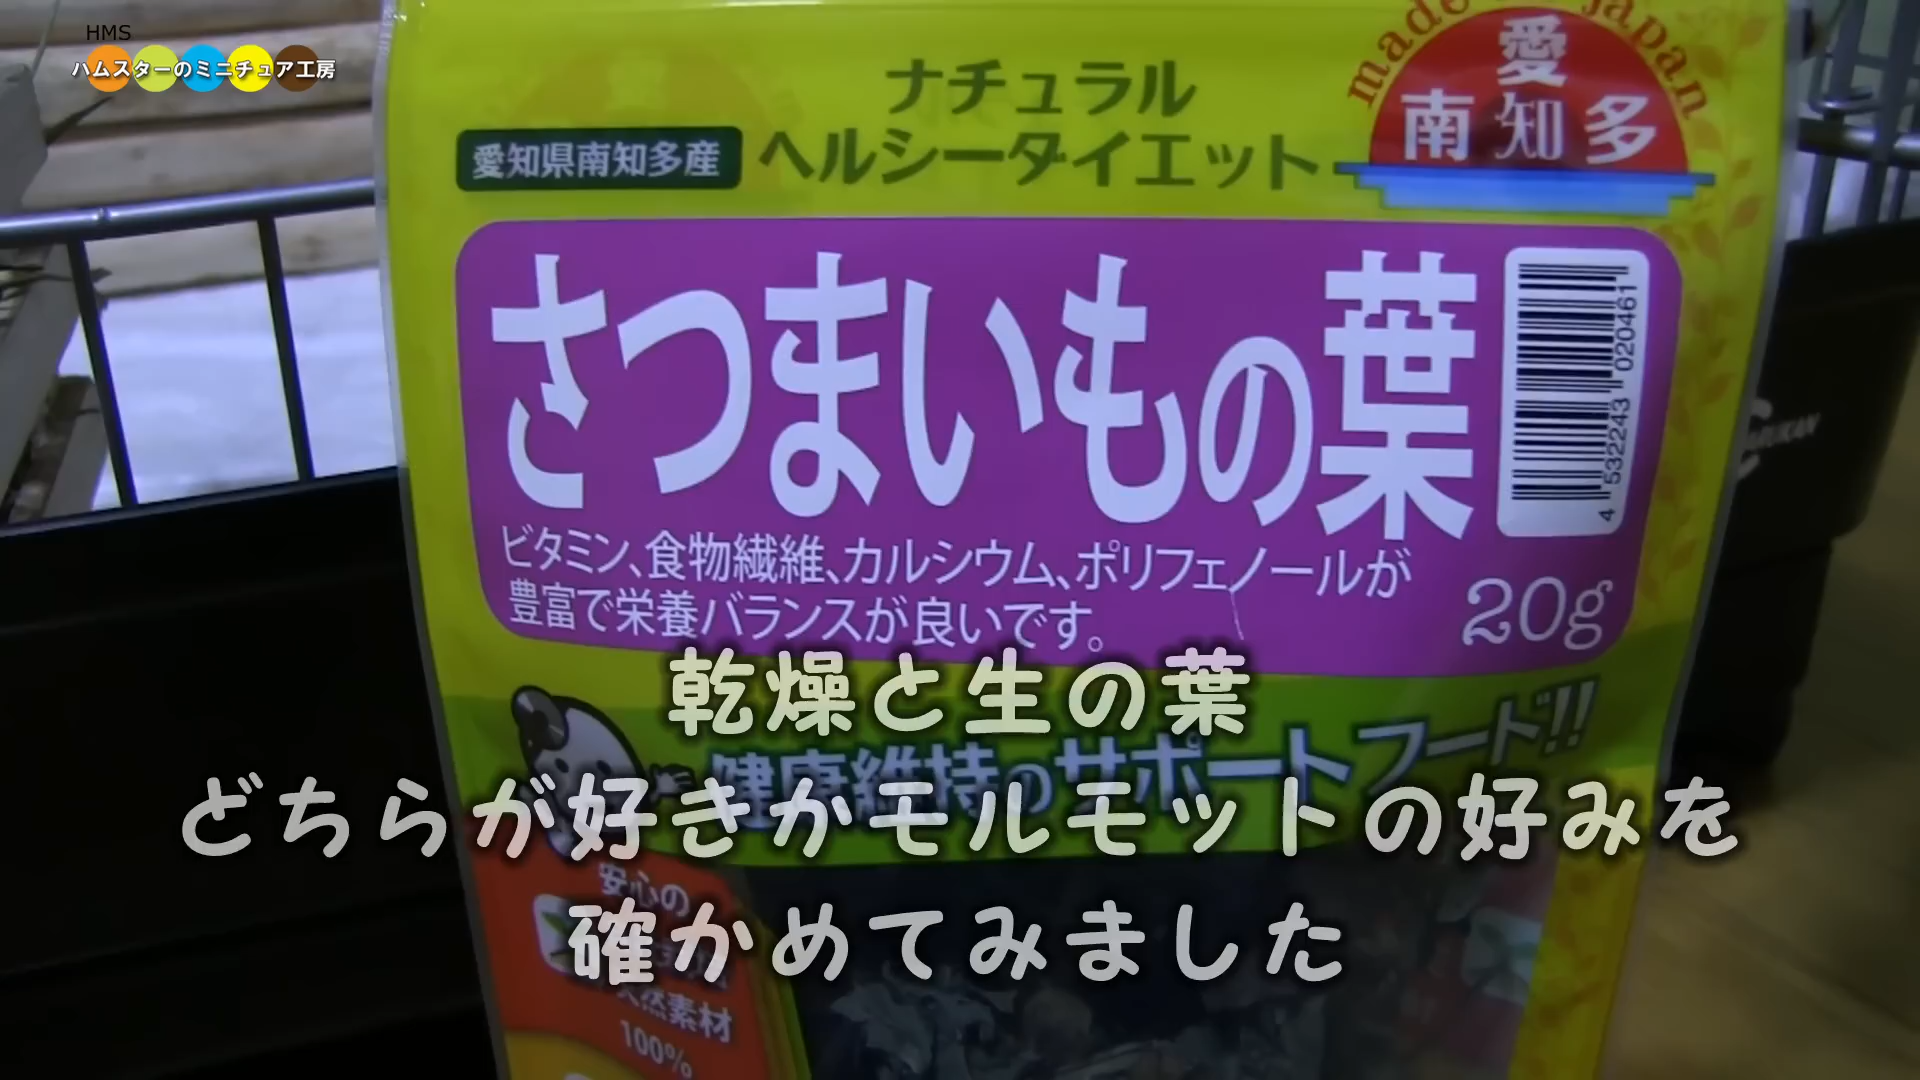 HMS
ハムスターのミニチュア工房
made in japan
愛
南知多
ナチュラル
愛知県南知多産
ヘルシーダイエット
さつまいもの葉
4 532243 020461
ビタミン、食物繊維、カルシウム、ポリフェノールが
豊富で栄養バランスが良いです。
20g
乾燥と生の葉
健康維持のサポートフード!!
どちらが好きかモルモットの好みを
安心の
確かめてみました
天然素材
100%